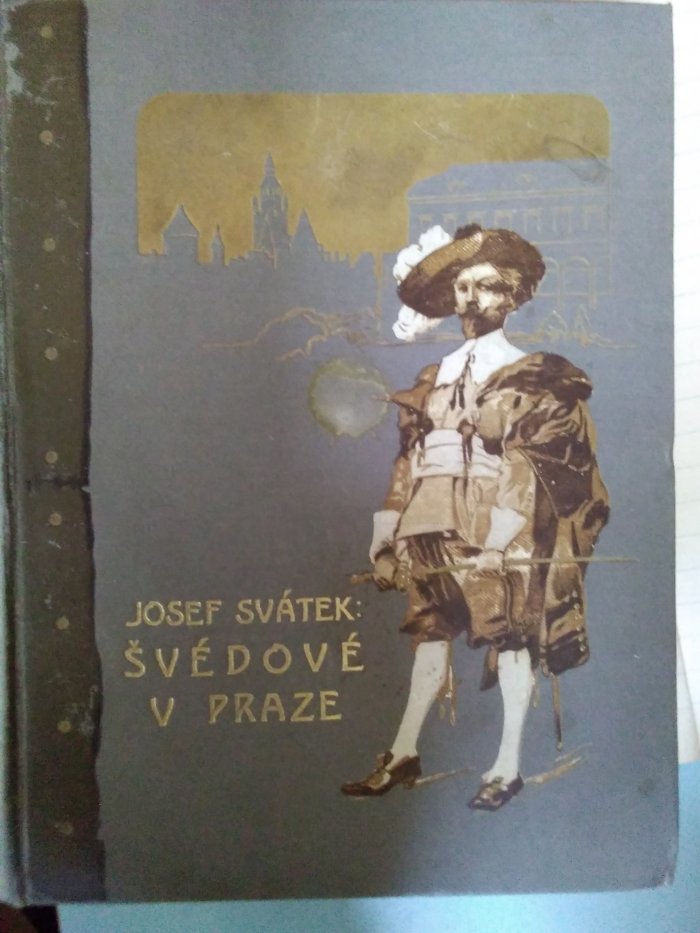 JOSEF SVÁTEK:
ŠVÉDOVÉ
V PRAZE